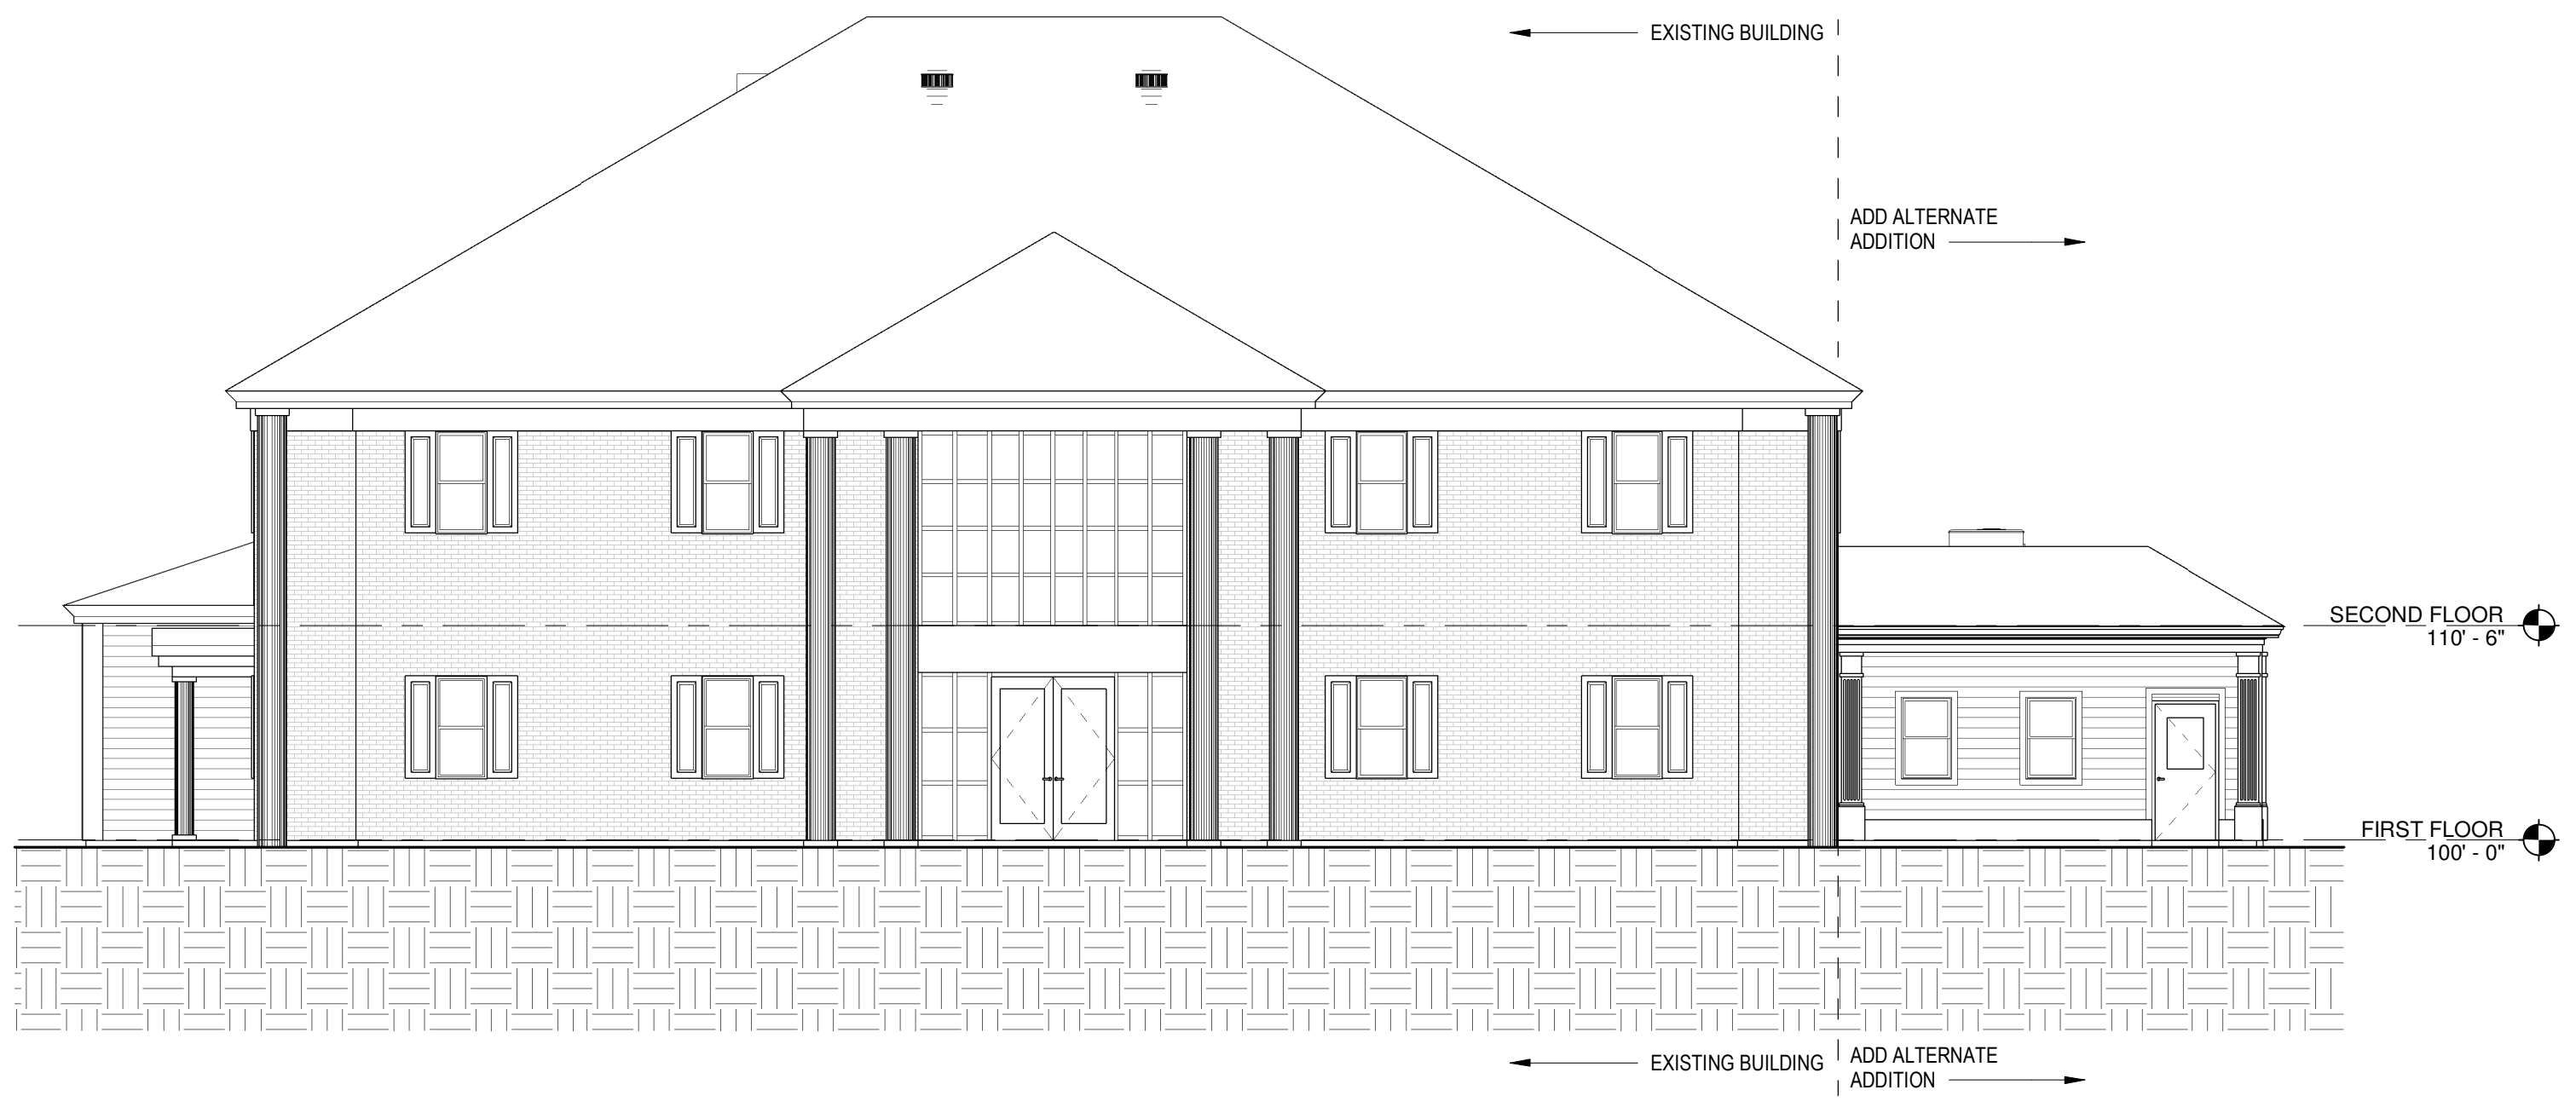 EXISTING BUILDING
ADD ALTERNATE
ADDITION
SECOND FLOOR
110' - 6"
FIRST FLOOR
100' - 0"
EXISTING BUILDING
ADD ALTERNATE
ADDITION